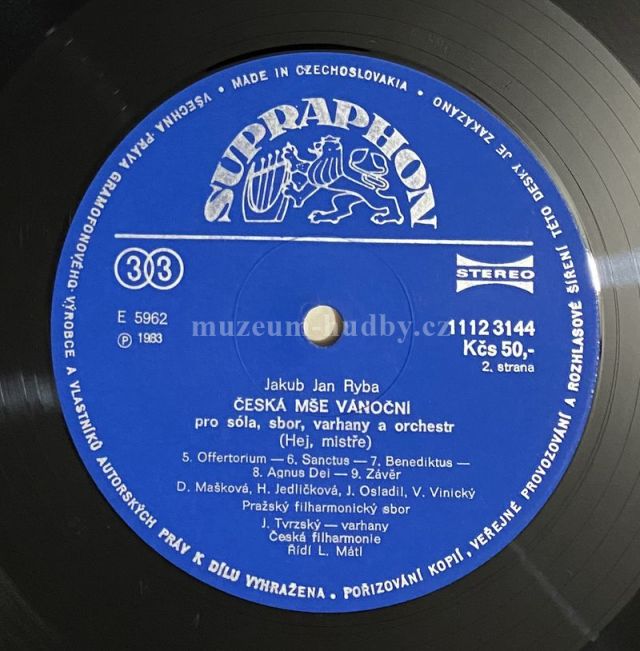 VŠECHNA PRÁVA GRAMOFONOVÉHO VÝROBCE A VLASTNÍKŮ AUTORSKÝCH PRÁV K DÍLU VYHRAŽENA • POŘIZOVÁNÍ KOPIÍ, VEŘEJNÉ PROVOZOVÁNÍ A ROZHLASOVÉ ŠÍŘENÍ TÉTO DESKY JE ZAKÁZÁNO •
MADE IN CZECHOSLOVAKIA •
SUPRAPHON
33
STEREO
E 5962
℗ 1983
muzeum-hudby.cz
1112 3144
Kčs 50,-
2. strana
Jakub Jan Ryba
ČESKÁ MŠE VÁNOČNÍ
pro sóla, sbor, varhany a orchestr
(Hej, mistře)
5. Offertorium — 6. Sanctus — 7. Benediktus —
8. Agnus Dei — 9. Závěr
D. Mašková, H. Jedličková, J. Osladil, V. Vinický
Pražský filharmonický sbor
J. Tvrzský — varhany
Česká filharmonie
Řídí L. Mátl